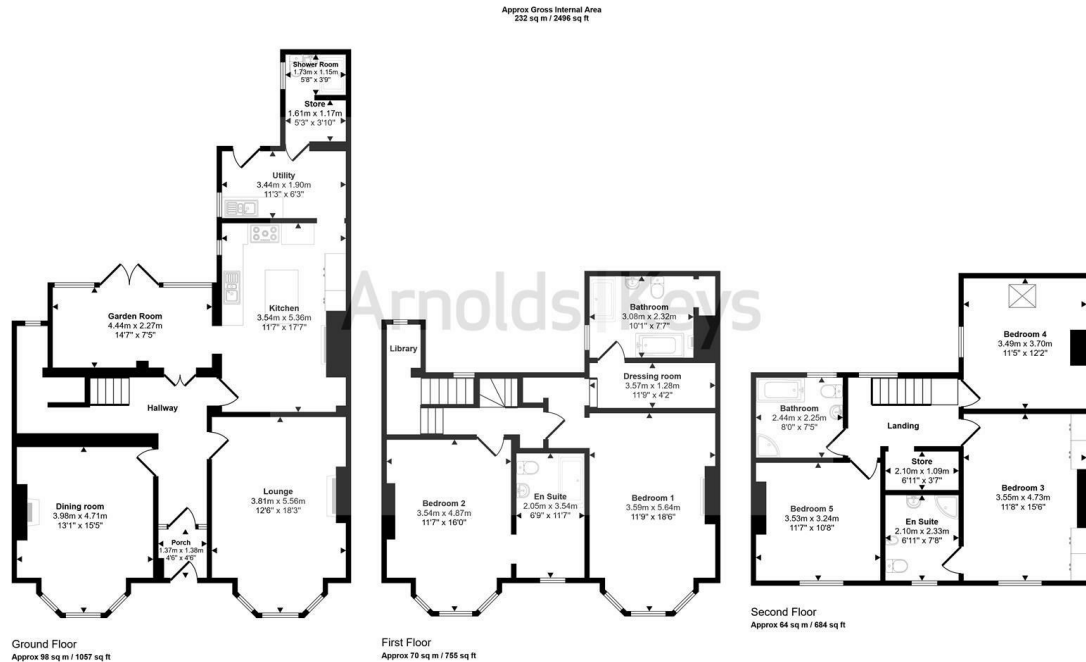 Approx Gross Internal Area
232 sq m / 2496 sq ft
Shower Room
1.73m x 1.15m
5'8" x 3'9"
Store
1.61m x 1.17m
5'3" x 3'10"
Utility
3.44m x 1.90m
11'3" x 6'3"
Kitchen
3.54m x 5.36m
11'7" x 17'7"
Garden Room
4.44m x 2.27m
14'7" x 7'5"
Hallway
Lounge
3.81m x 5.56m
12'6" x 18'3"
Dining room
3.98m x 4.71m
13'1" x 15'5"
Porch
1.37m x 1.38m
4'6" x 4'6"
Ground Floor
Approx 98 sq m / 1057 sq ft
Arnolds Keys
Library
Bathroom
3.08m x 2.32m
10'1" x 7'7"
Dressing room
3.57m x 1.28m
11'9" x 4'2"
Bedroom 2
3.54m x 4.87m
11'7" x 16'0"
En Suite
2.05m x 3.54m
6'9" x 11'7"
Bedroom 1
3.59m x 5.64m
11'9" x 18'6"
First Floor
Approx 70 sq m / 755 sq ft
Bedroom 4
3.49m x 3.70m
11'5" x 12'2"
Bathroom
2.44m x 2.25m
8'0" x 7'5"
Landing
Store
2.10m x 1.09m
6'11" x 3'7"
Bedroom 3
3.55m x 4.73m
11'8" x 15'6"
Bedroom 5
3.53m x 3.24m
11'7" x 10'8"
En Suite
2.10m x 2.33m
6'11" x 7'8"
Second Floor
Approx 64 sq m / 684 sq ft